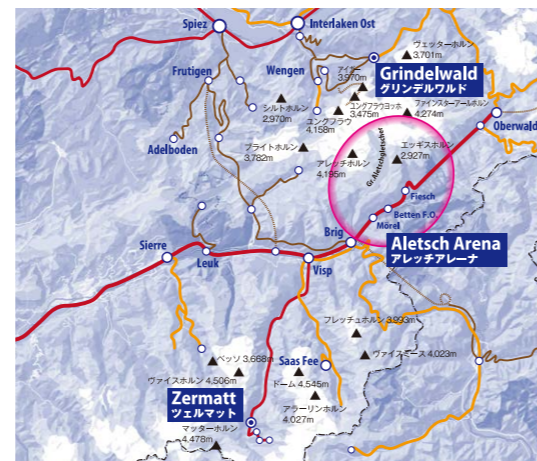 Spiez
Interlaken Ost
ヴェッターホルン
3,701m
Frutigen
Wengen
アイガー
3,970m
Grindelwald
グリンデルワルド
シルトホルン
2,970m
ユングフラウヨッホ
3,475m
ユングフラウ
4,158m
ファインスターアールホルン
4,274m
Oberwald
Adelboden
ブライトホルン
3,782m
アレッチホルン
4,195m
Gr.Aletschgletscher
エッギスホルン
2,927m
Fiesch
Betten F.O.
Mörel
Brig
Aletsch Arena
アレッチアレーナ
Sierre
Leuk
Visp
フレッチュホルン 3,993m
ベッソ 3,668m
Saas Fee
ヴァイスミース 4,023m
ヴァイスホルン 4,506m
ドーム 4,545m
Zermatt
ツェルマット
アラーリンホルン
4,027m
マッターホルン
4,478m